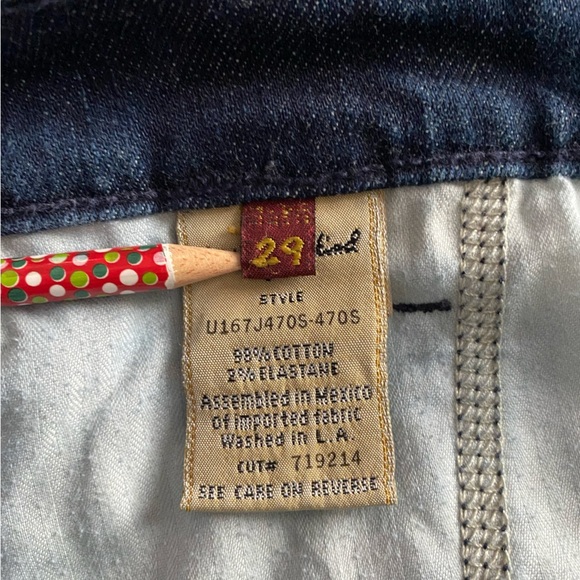 29 kind
STYLE
U167J470S-470S
98% COTTON
2% ELASTANE
Assembled in Mexico
of imported fabric
Washed in L.A.
CUT# 719214
SEE CARE ON REVERSE